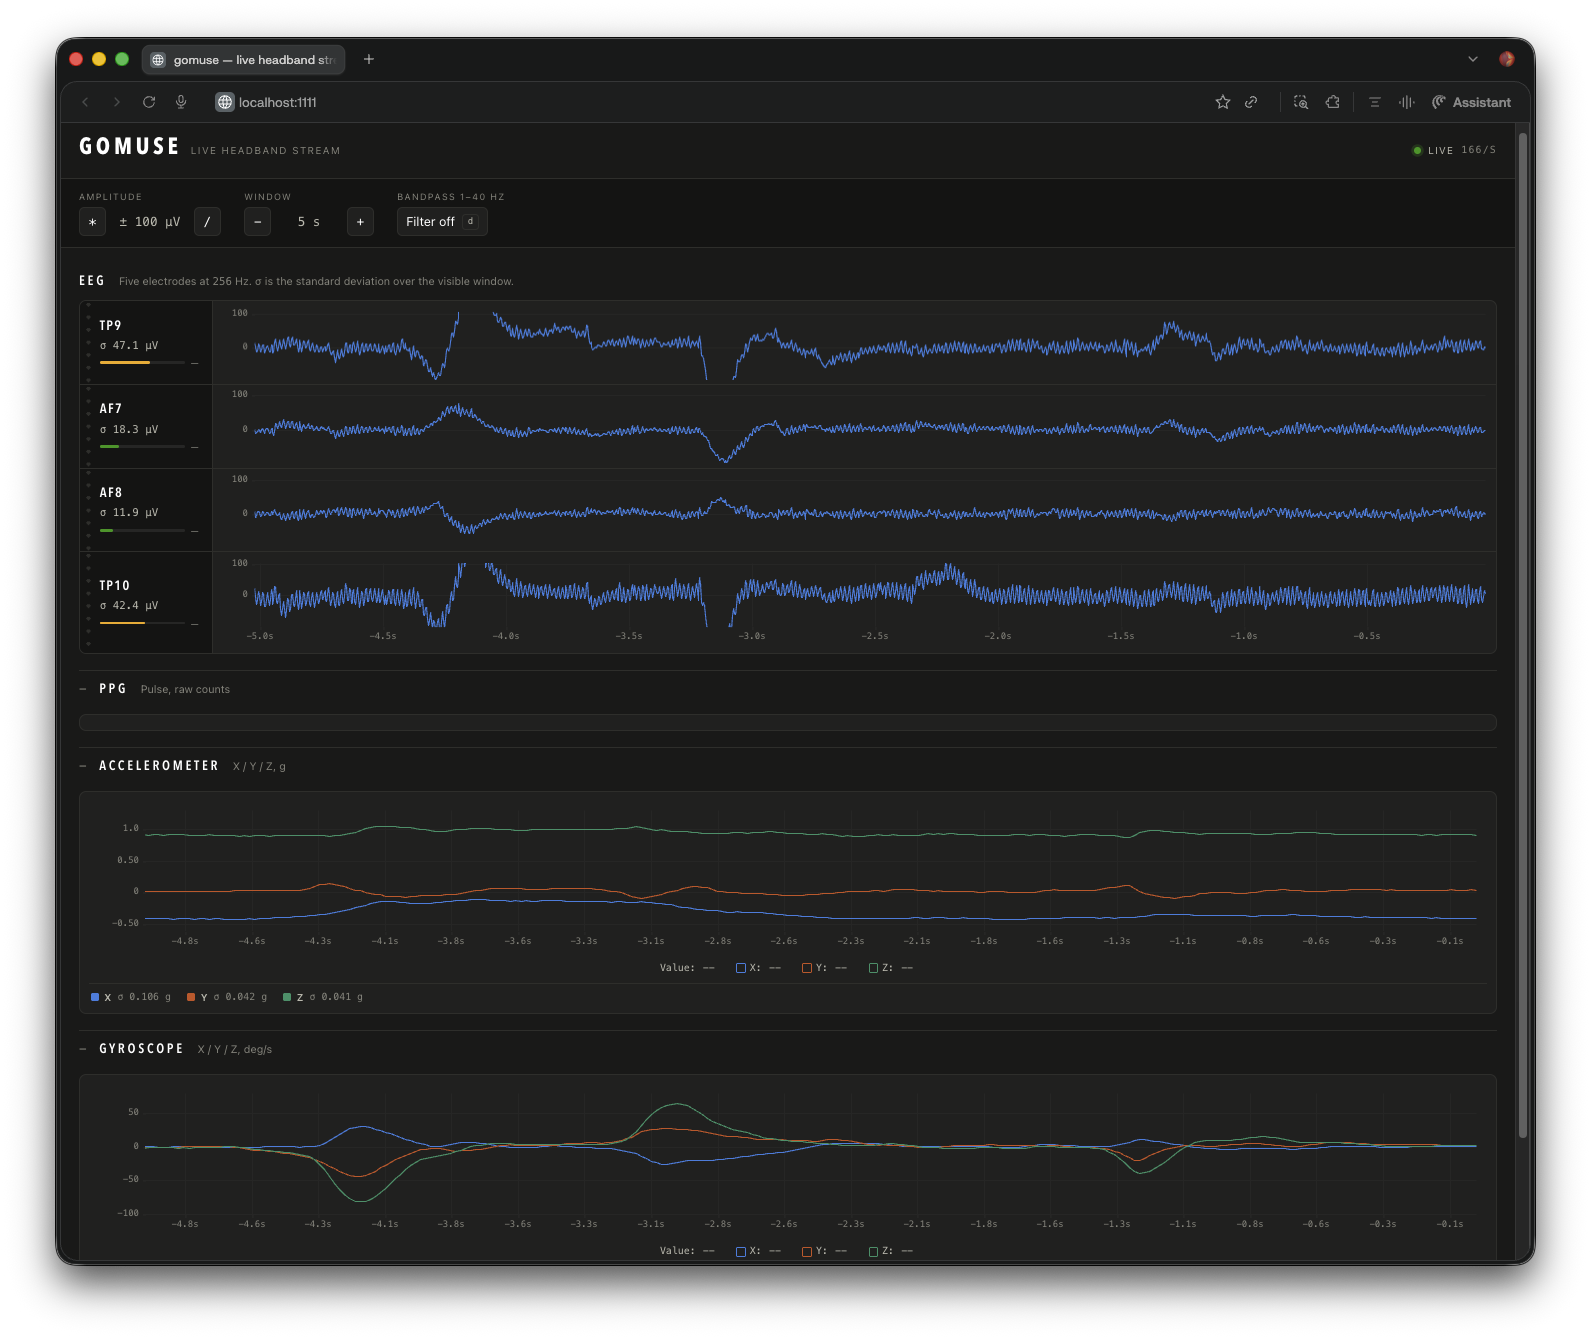 gomuse — live headband str
localhost:1111
Assistant
GOMUSE LIVE HEADBAND STREAM
LIVE 166/S
AMPLITUDE WINDOW BANDPASS 1–40 HZ
* ± 100 µV / − 5 s + Filter off d
EEG Five electrodes at 256 Hz. σ is the standard deviation over the visible window.
TP9
σ 47.1 µV
—
100
0
AF7
σ 18.3 µV
—
100
0
AF8
σ 11.9 µV
—
100
0
TP10
σ 42.4 µV
—
100
0
−5.0s −4.5s −4.0s −3.5s −3.0s −2.5s −2.0s −1.5s −1.0s −0.5s
− PPG Pulse, raw counts
− ACCELEROMETER X / Y / Z, g
1.0
0.50
0
−0.50
−4.8s −4.6s −4.3s −4.1s −3.8s −3.6s −3.3s −3.1s −2.8s −2.6s −2.3s −2.1s −1.8s −1.6s −1.3s −1.1s −0.8s −0.6s −0.3s −0.1s
Value: -- X: -- Y: -- Z: --
X σ 0.106 g Y σ 0.042 g Z σ 0.041 g
− GYROSCOPE X / Y / Z, deg/s
50
0
−50
−100
−4.8s −4.6s −4.3s −4.1s −3.8s −3.6s −3.3s −3.1s −2.8s −2.6s −2.3s −2.1s −1.8s −1.6s −1.3s −1.1s −0.8s −0.6s −0.3s −0.1s
Value: -- X: -- Y: -- Z: --